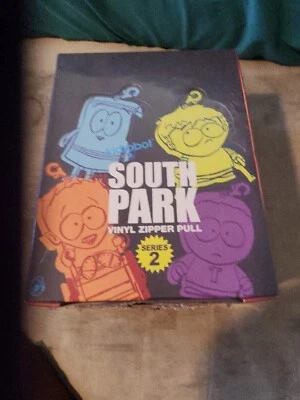 kidrobot
SOUTH
PARK
VINYL ZIPPER PULL
SERIES
2